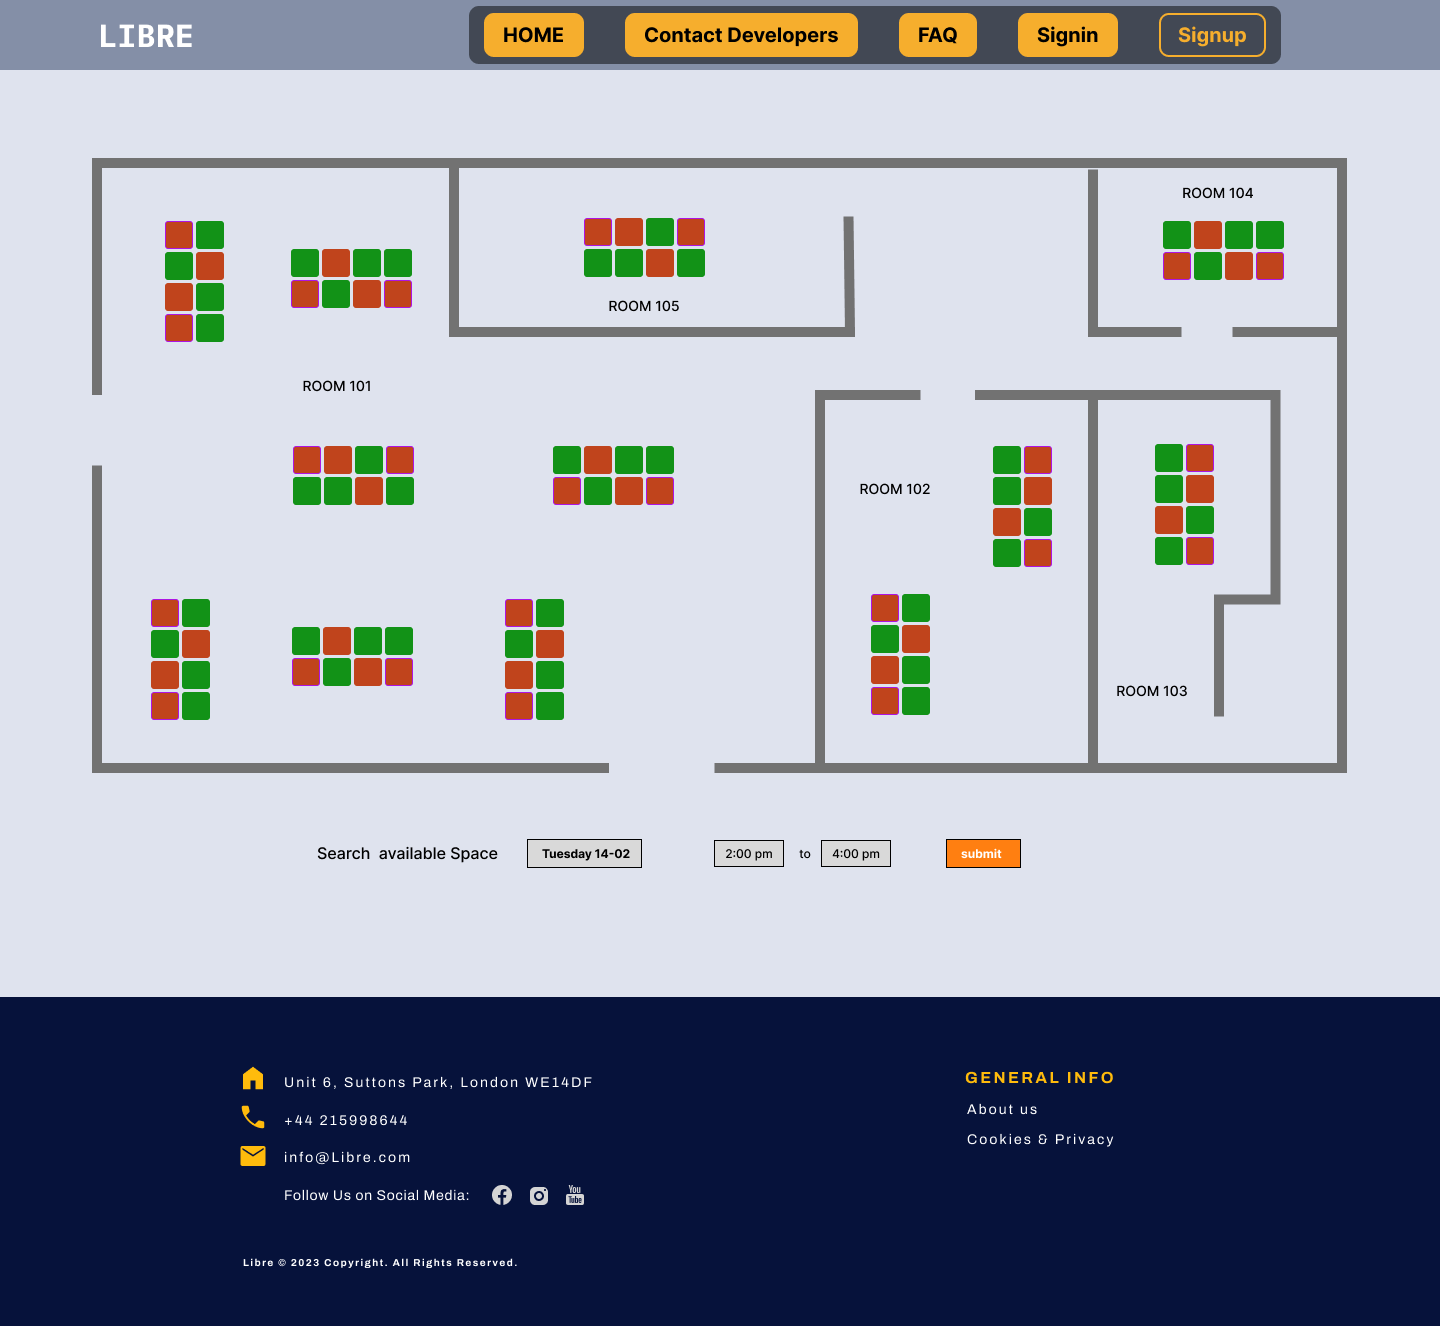 LIBRE
HOME Contact Developers FAQ Signin Signup
ROOM 104
ROOM 105
ROOM 101
ROOM 102
ROOM 103
Search available Space Tuesday 14-02 2:00 pm to 4:00 pm submit
Unit 6, Suttons Park, London WE14DF
+44 215998644
info@Libre.com
Follow Us on Social Media:
You
Tube
GENERAL INFO
About us
Cookies & Privacy
Libre © 2023 Copyright. All Rights Reserved.